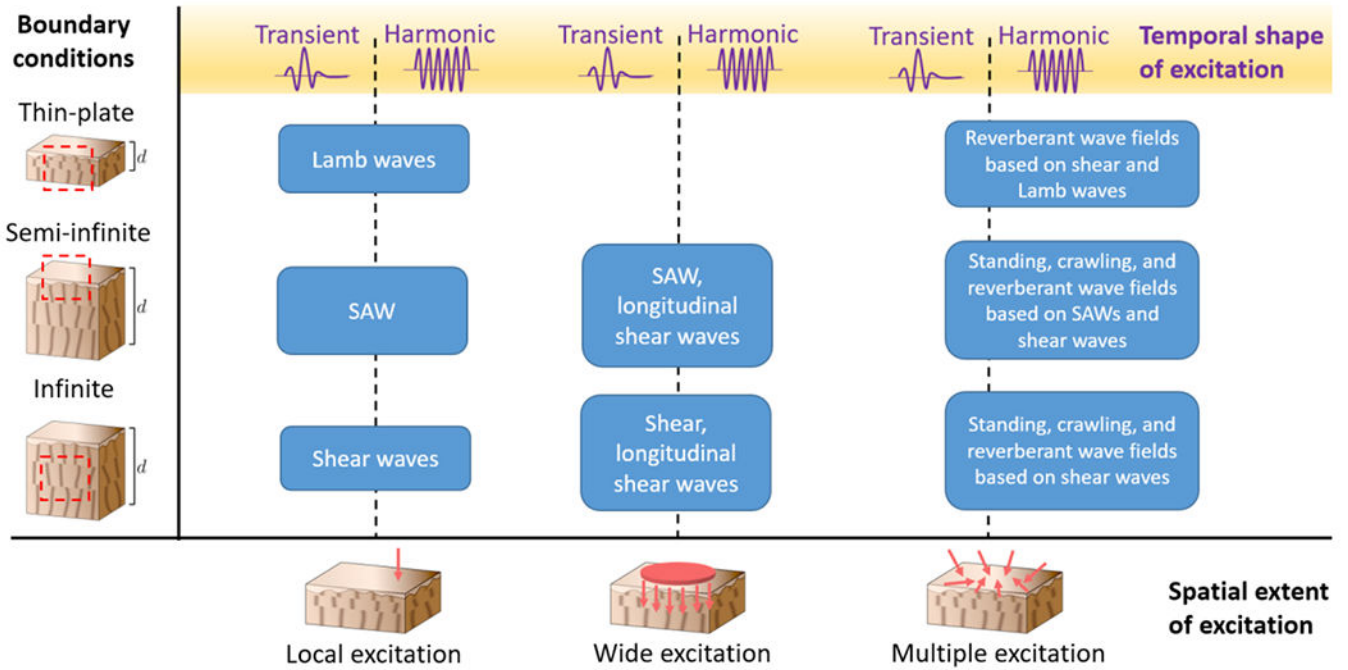 Boundary
conditions
Transient
Harmonic
Transient
Harmonic
Transient
Harmonic
Temporal shape
of excitation
Thin-plate
d
Lamb waves
Reverberant wave fields
based on shear and
Lamb waves
Semi-infinite
d
SAW
SAW,
longitudinal
shear waves
Standing, crawling, and
reverberant wave fields
based on SAWs and
shear waves
Infinite
d
Shear waves
Shear,
longitudinal
shear waves
Standing, crawling, and
reverberant wave fields
based on shear waves
Local excitation
Wide excitation
Multiple excitation
Spatial extent
of excitation